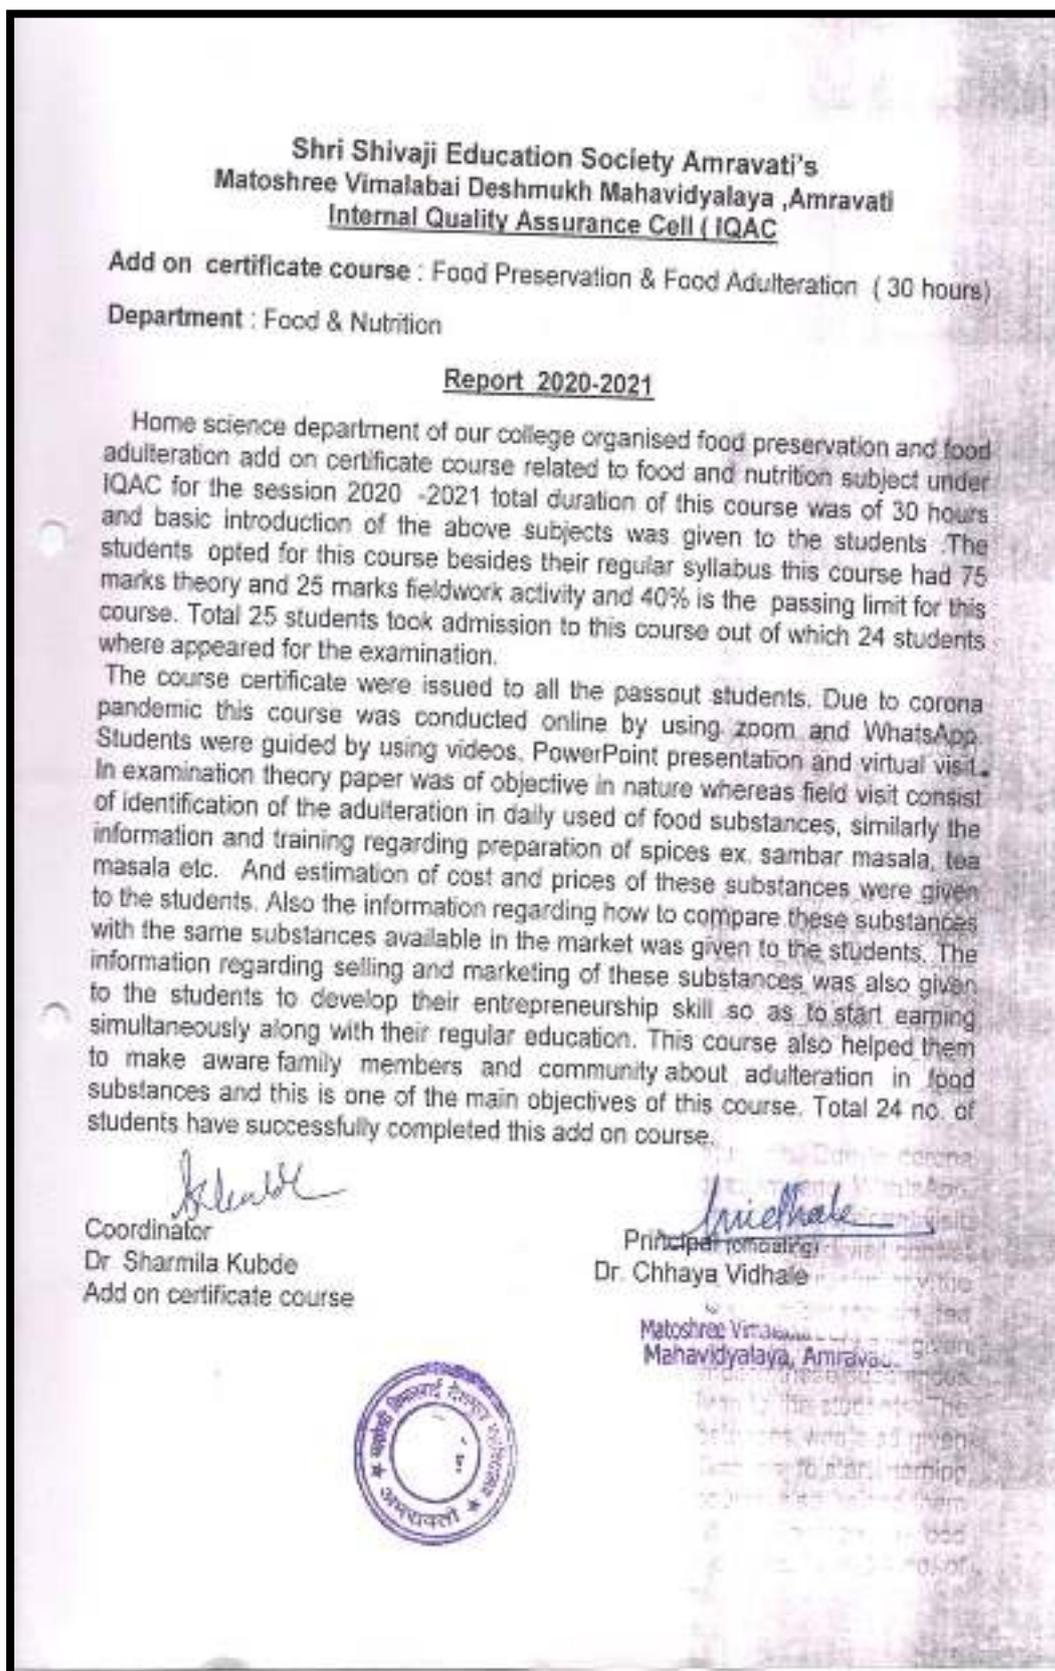 Shri Shivaji Education Society Amravati's
Matoshree Vimalabai Deshmukh Mahavidyalaya ,Amravati
Internal Quality Assurance Cell ( IQAC
Add on certificate course : Food Preservation & Food Adulteration ( 30 hours)
Department : Food & Nutrition
Report 2020-2021
Home science department of our college organised food preservation and food
adulteration add on certificate course related to food and nutrition subject under
IQAC for the session 2020 -2021 total duration of this course was of 30 hours
and basic introduction of the above subjects was given to the students .The
students opted for this course besides their regular syllabus this course had 75
marks theory and 25 marks fieldwork activity and 40% is the passing limit for this
course. Total 25 students took admission to this course out of which 24 students
where appeared for the examination.
The course certificate were issued to all the passout students. Due to corona
pandemic this course was conducted online by using zoom and WhatsApp.
Students were guided by using videos, PowerPoint presentation and virtual visit.
In examination theory paper was of objective in nature whereas field visit consist
of identification of the adulteration in daily used of food substances, similarly the
information and training regarding preparation of spices ex. sambar masala, tea
masala etc. And estimation of cost and prices of these substances were given
to the students. Also the information regarding how to compare these substances
with the same substances available in the market was given to the students. The
information regarding selling and marketing of these substances was also given
to the students to develop their entrepreneurship skill so as to start earning
simultaneously along with their regular education. This course also helped them
to make aware family members and community about adulteration in food
substances and this is one of the main objectives of this course. Total 24 no. of
students have successfully completed this add on course.
Coordinator
Dr Sharmila Kubde
Add on certificate course
Principal
Dr. Chhaya Vidhale
Matoshree
Mahavidyalaya, Amravati
अमरावती